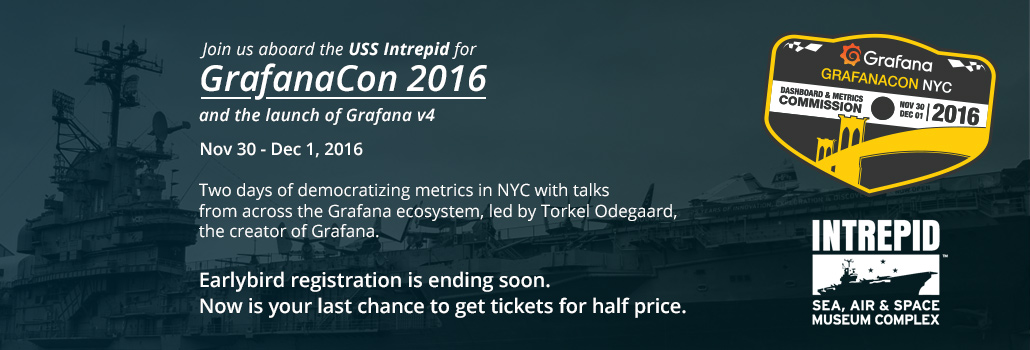 Join us aboard the USS Intrepid for
GrafanaCon 2016
and the launch of Grafana v4
Nov 30 - Dec 1, 2016
Two days of democratizing metrics in NYC with talks
from across the Grafana ecosystem, led by Torkel Odegaard,
the creator of Grafana.
Earlybird registration is ending soon.
Now is your last chance to get tickets for half price.
Grafana
GRAFANACON NYC
DASHBOARD & METRICS
COMMISSION
NOV 30
DEC 01
2016
INTREPID
™
SEA, AIR & SPACE
MUSEUM COMPLEX